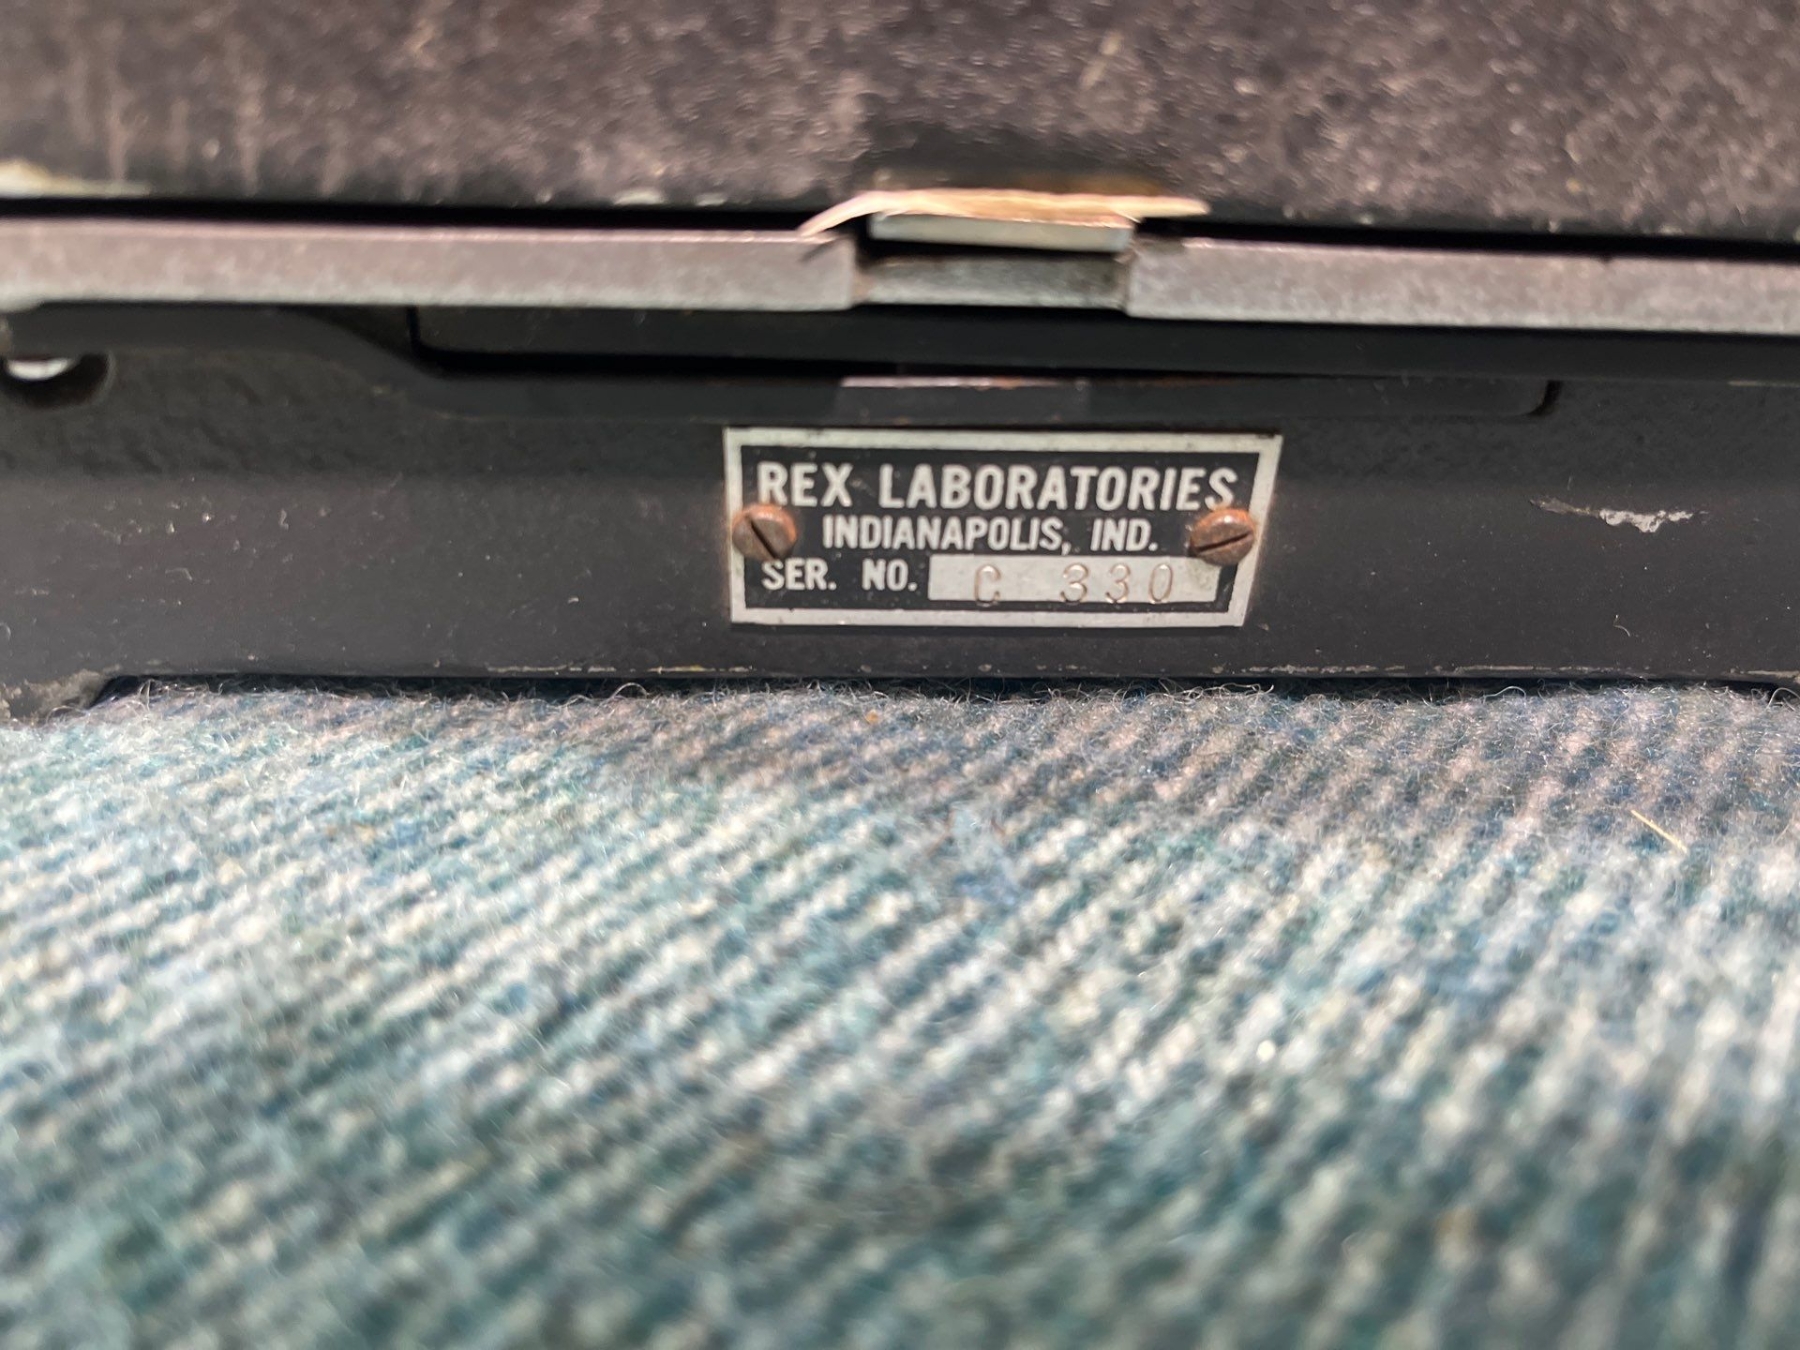 REX LABORATORIES
INDIANAPOLIS, IND.
SER. NO. C 330